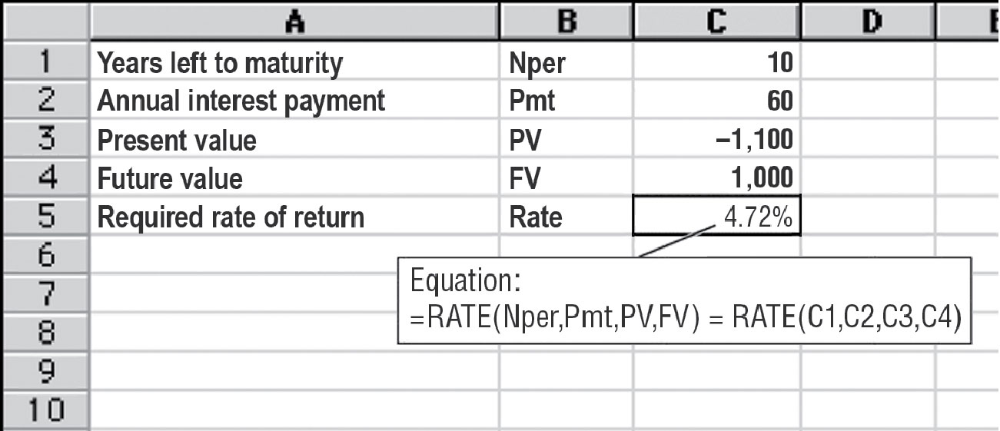 A B C D
1 Years left to maturity Nper 10
2 Annual interest payment Pmt 60
3 Present value PV –1,100
4 Future value FV 1,000
5 Required rate of return Rate 4.72%
6
Equation:
7
=RATE(Nper,Pmt,PV,FV) = RATE(C1,C2,C3,C4)
8
9
10